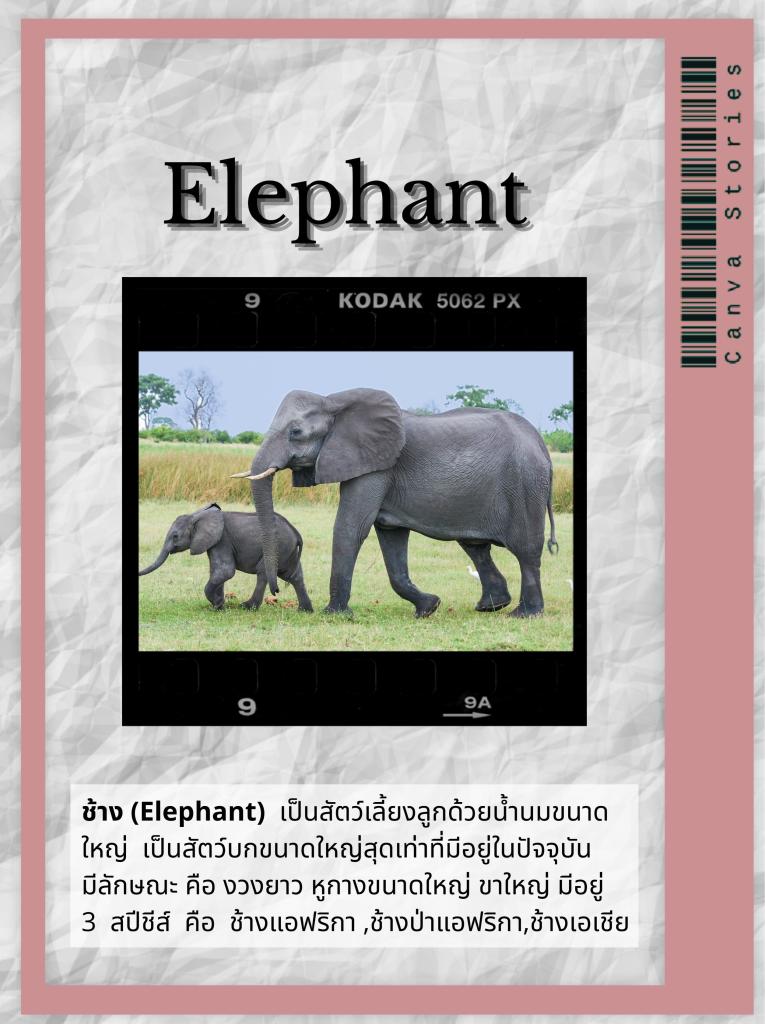 Canva Stories
Elephant
9 KODAK 5062 PX
9 9A
ช้าง (Elephant) เป็นสัตว์เลี้ยงลูกด้วยน้ำนมขนาด
ใหญ่ เป็นสัตว์บกขนาดใหญ่สุดเท่าที่มีอยู่ในปัจจุบัน
มีลักษณะ คือ งวงยาว หูกางขนาดใหญ่ ขาใหญ่ มีอยู่
3 สปีชีส์ คือ ช้างแอฟริกา ,ช้างป่าแอฟริกา,ช้างเอเชีย